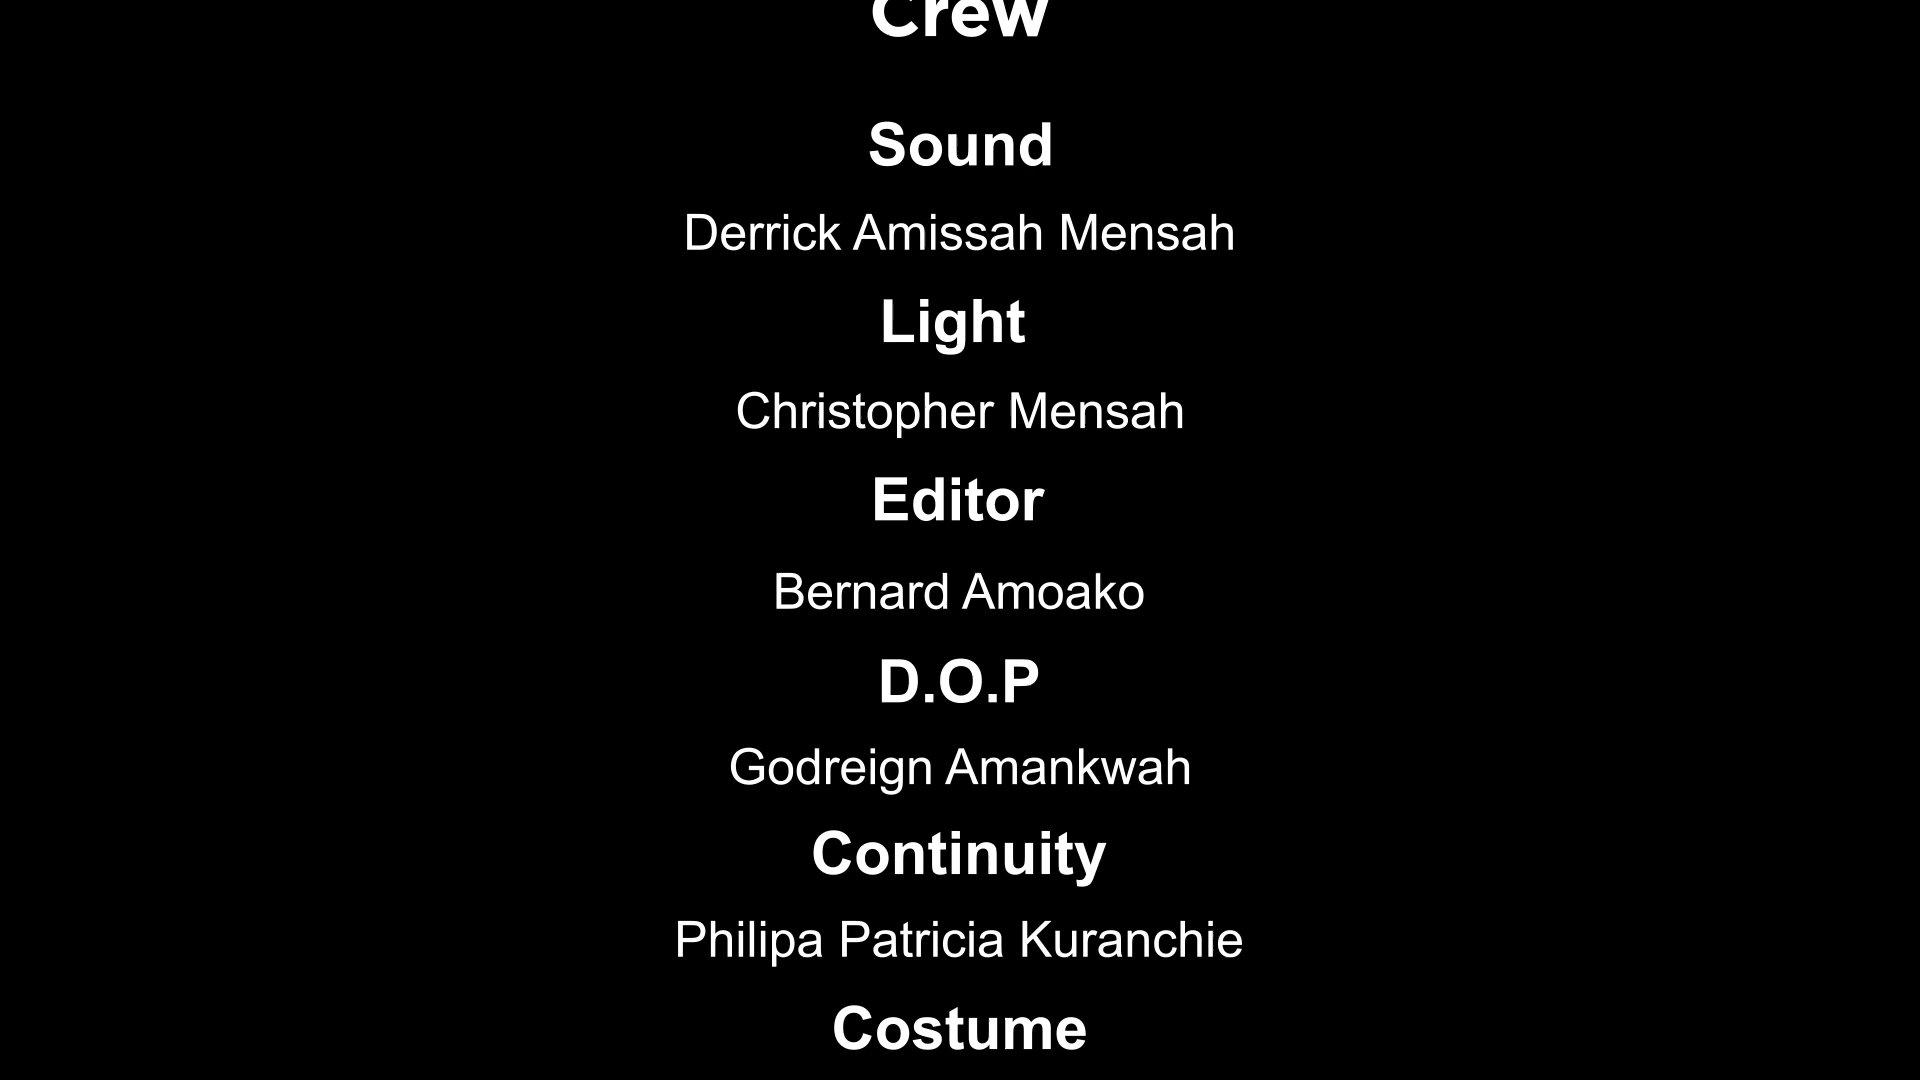 Crew
Sound
Derrick Amissah Mensah
Light
Christopher Mensah
Editor
Bernard Amoako
D.O.P
Godreign Amankwah
Continuity
Philipa Patricia Kuranchie
Costume